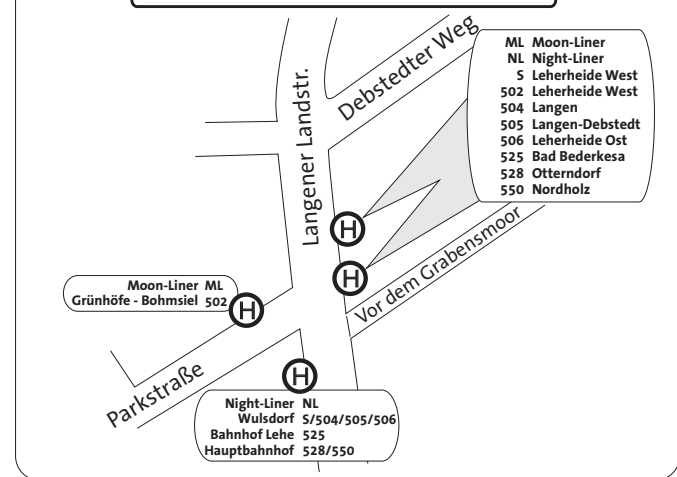 Debstedter Weg
Langener Landstr.
ML Moon-Liner
NL Night-Liner
S Leherheide West
502 Leherheide West
504 Langen
505 Langen-Debstedt
506 Leherheide Ost
525 Bad Bederkesa
528 Otterndorf
550 Nordholz
H
H
Vor dem Grabensmoor
Moon-Liner ML
Grünhöfe - Bohmsiel 502
H
Parkstraße
H
Night-Liner NL
Wulsdorf S/504/505/506
Bahnhof Lehe 525
Hauptbahnhof 528/550